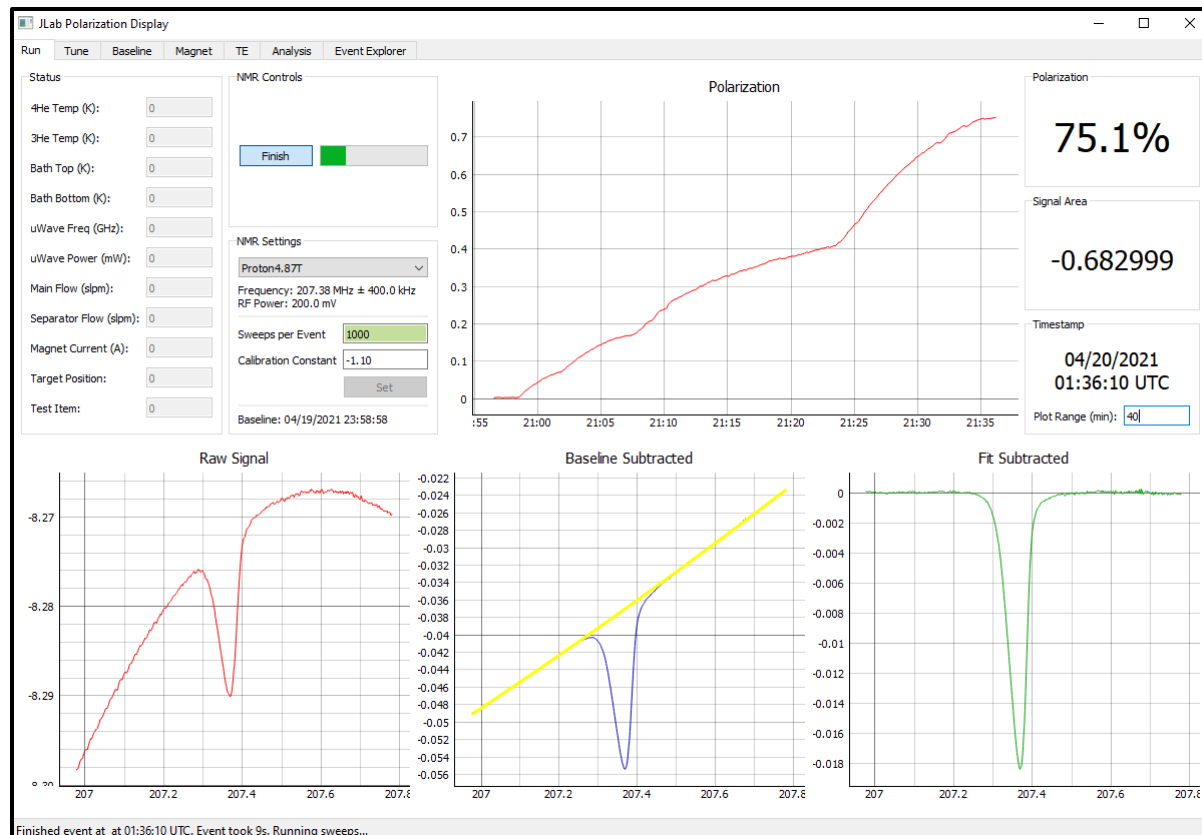 JLab Polarization Display
Run Tune Baseline Magnet TE Analysis Event Explorer
Status
4He Temp (K): 0
3He Temp (K): 0
Bath Top (K): 0
Bath Bottom (K): 0
uWave Freq (GHz): 0
uWave Power (mW): 0
Main Flow (slpm): 0
Separator Flow (slpm): 0
Magnet Current (A): 0
Target Position: 0
Test Item: 0
NMR Controls
Finish
NMR Settings
Proton4.87T
Frequency: 207.38 MHz ± 400.0 kHz
RF Power: 200.0 mV
Sweeps per Event 1000
Calibration Constant -1.10
Set
Baseline: 04/19/2021 23:58:58
Polarization
0.7
0.6
0.5
0.4
0.3
0.2
0.1
0
:55 21:00 21:05 21:10 21:15 21:20 21:25 21:30 21:35
Polarization
75.1%
Signal Area
-0.682999
Timestamp
04/20/2021
01:36:10 UTC
Plot Range (min): 40
Raw Signal
-8.27
-8.28
-8.29
-8.30
207 207.2 207.4 207.6 207.8
Baseline Subtracted
-0.022
-0.024
-0.026
-0.028
-0.03
-0.032
-0.034
-0.036
-0.038
-0.04
-0.042
-0.044
-0.046
-0.048
-0.05
-0.052
-0.054
-0.056
207 207.2 207.4 207.6 207.8
Fit Subtracted
0
-0.002
-0.004
-0.006
-0.008
-0.01
-0.012
-0.014
-0.016
-0.018
207 207.2 207.4 207.6 207.8
Finished event at  at 01:36:10 UTC. Event took 9s. Running sweeps...